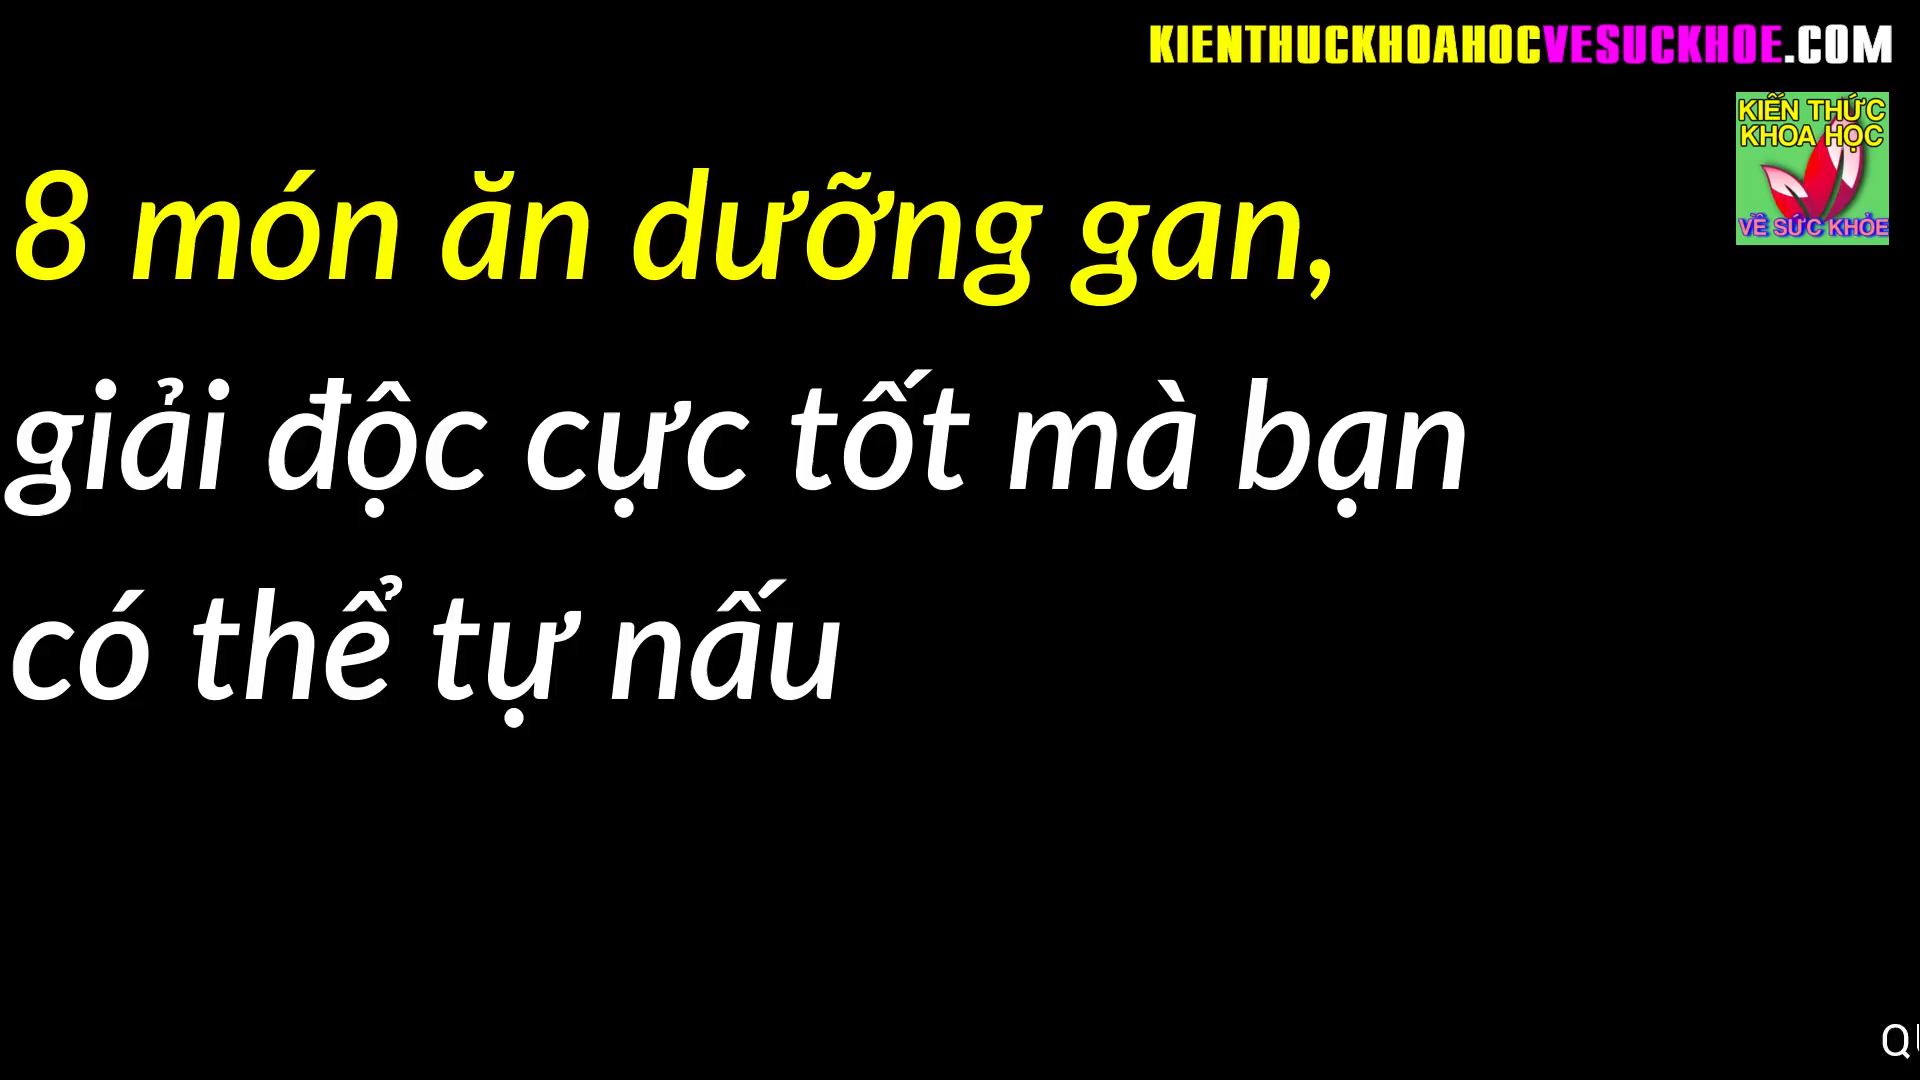 KIENTHUCKHOAHOCVESUCKHOE.COM
KIẾN THỨC
KHOA HỌC
VỀ SỨC KHỎE
8 món ăn dưỡng gan,
giải độc cực tốt mà bạn
có thể tự nấu